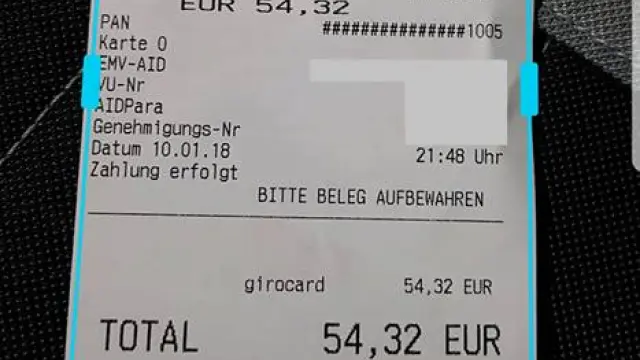 EUR 54,32
PAN ###############1005
Karte 0
EMV-AID
VU-Nr
AIDPara
Genehmigungs-Nr
Datum 10.01.18 21:48 Uhr
Zahlung erfolgt
BITTE BELEG AUFBEWAHREN
girocard 54,32 EUR
TOTAL 54,32 EUR